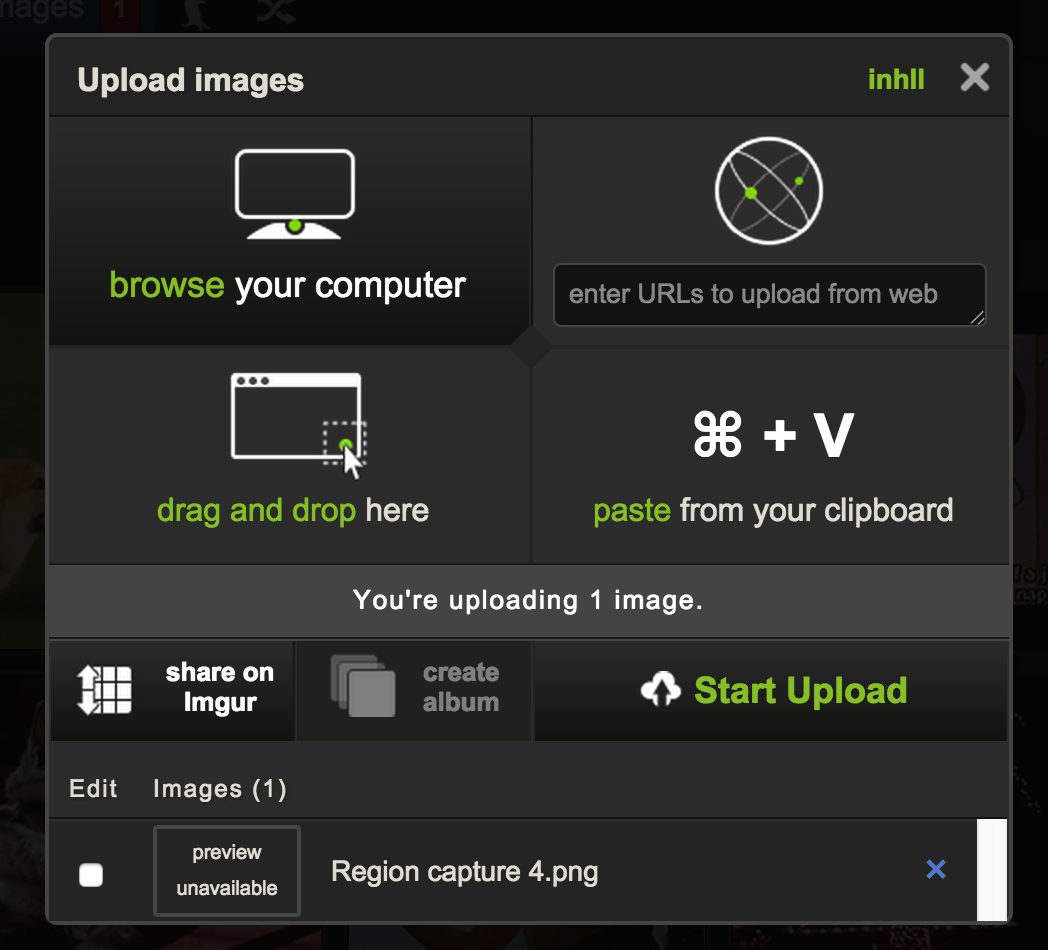 mages 1
Upload images inhll
browse your computer
enter URLs to upload from web
drag and drop here
⌘ + V
paste from your clipboard
You're uploading 1 image.
share on
Imgur
create
album
Start Upload
Edit Images (1)
preview
unavailable
Region capture 4.png